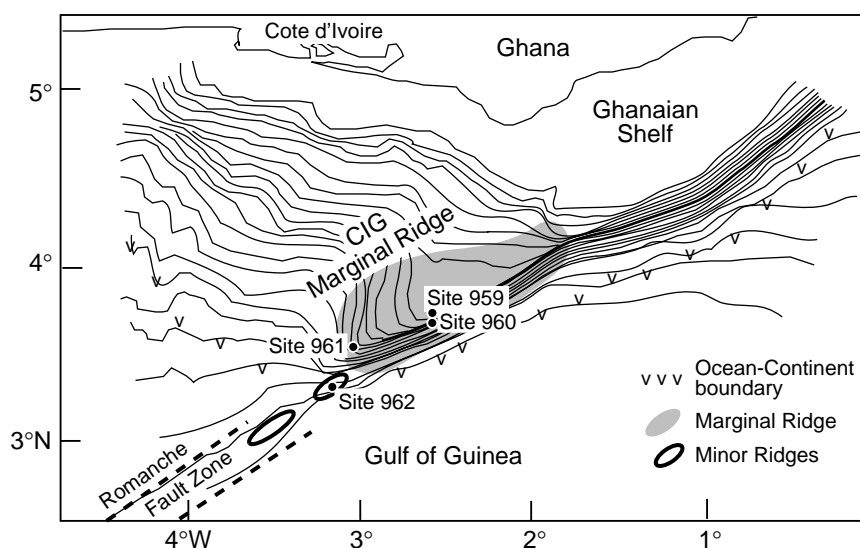 Cote d'Ivoire
Ghana
5°
Ghanaian
Shelf
CIG
Marginal Ridge
4°
Site 959
Site 960
Site 961
Site 962
v v v Ocean-Continent
boundary
Marginal Ridge
Minor Ridges
3°N
Gulf of Guinea
Romanche
Fault Zone
4°W
3°
2°
1°